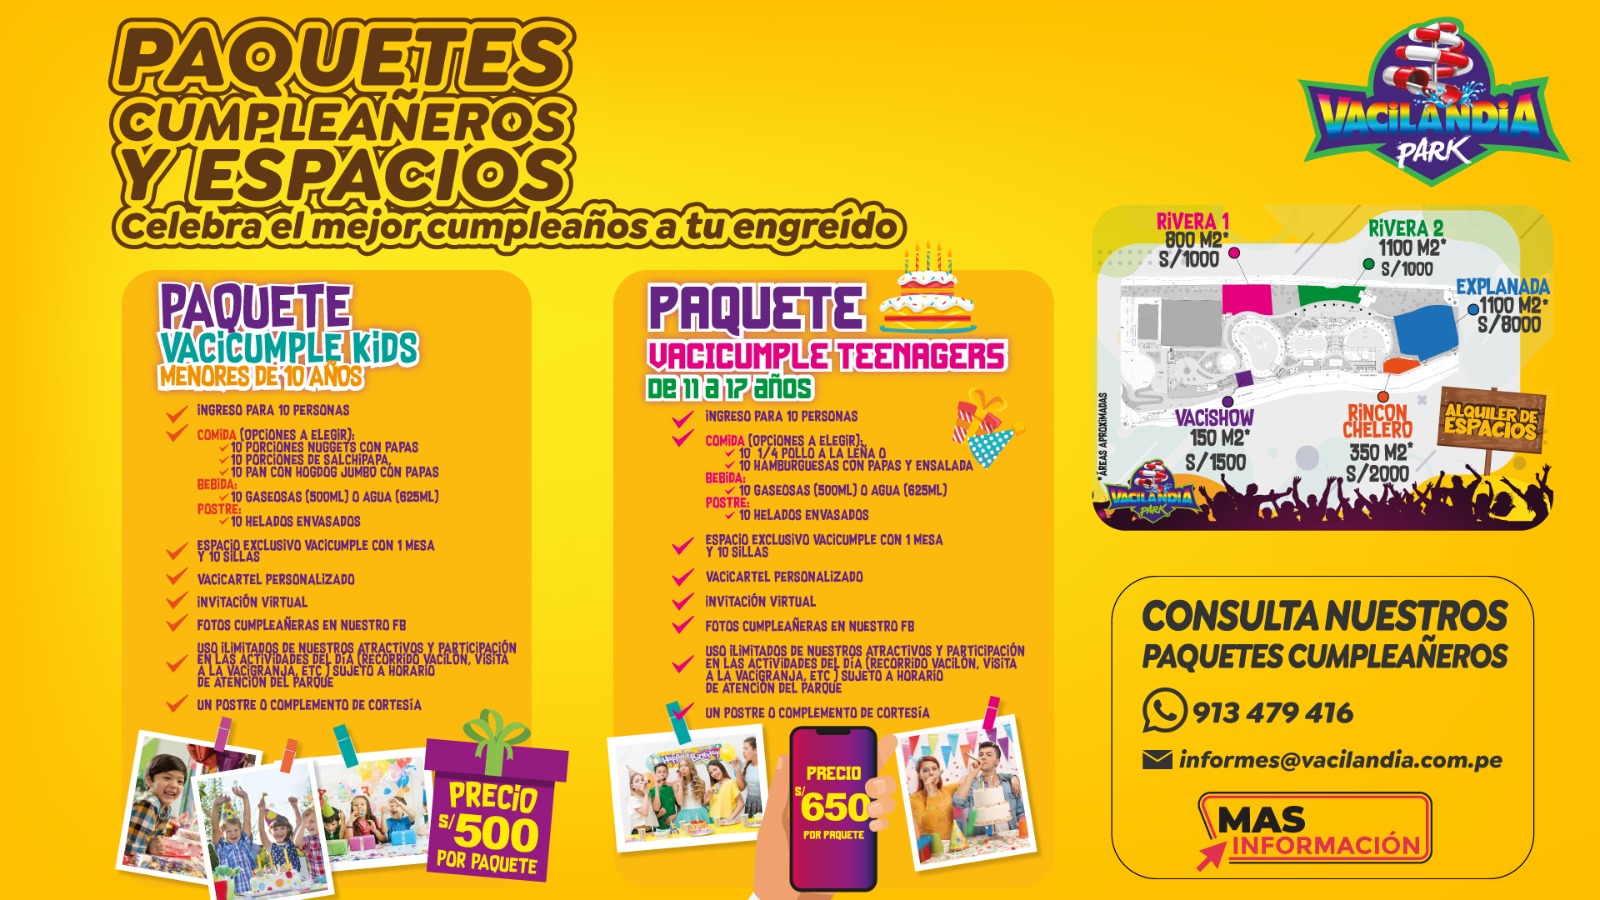 PAQUETES
CUMPLEAÑEROS
Y ESPACIOS
Celebra el mejor cumpleaños a tu engreído
VACILANDIA
PARK
PAQUETE
VACICUMPLE KIDS
MENORES DE 10 AÑOS
INGRESO PARA 10 PERSONAS
COMIDA (OPCIONES A ELEGIR):
10 PORCIONES NUGGETS CON PAPAS
10 PORCIONES DE SALCHIPAPA,
10 PAN CON HOGDOG JUMBO CON PAPAS
BEBIDA:
10 GASEOSAS (500ML) O AGUA (625ML)
POSTRE:
10 HELADOS ENVASADOS
ESPACIO EXCLUSIVO VACICUMPLE CON 1 MESA
Y 10 SILLAS
VACICARTEL PERSONALIZADO
INVITACIÓN VIRTUAL
FOTOS CUMPLEAÑERAS EN NUESTRO FB
USO ILIMITADOS DE NUESTROS ATRACTIVOS Y PARTICIPACIÓN
EN LAS ACTIVIDADES DEL DÍA (RECORRIDO VACILÓN, VISITA
A LA VACIGRANJA, ETC ) SUJETO A HORARIO
DE ATENCIÓN DEL PARQUE
UN POSTRE O COMPLEMENTO DE CORTESÍA
PRECIO
S/500
POR PAQUETE
PAQUETE
VACICUMPLE TEENAGERS
DE 11 A 17 AÑOS
INGRESO PARA 10 PERSONAS
COMIDA (OPCIONES A ELEGIR):
10 1/4 POLLO A LA LEÑA O
10 HAMBURGUESAS CON PAPAS Y ENSALADA
BEBIDA:
10 GASEOSAS (500ML) O AGUA (625ML)
POSTRE:
10 HELADOS ENVASADOS
ESPACIO EXCLUSIVO VACICUMPLE CON 1 MESA
Y 10 SILLAS
VACICARTEL PERSONALIZADO
INVITACIÓN VIRTUAL
FOTOS CUMPLEAÑERAS EN NUESTRO FB
USO ILIMITADOS DE NUESTROS ATRACTIVOS Y PARTICIPACIÓN
EN LAS ACTIVIDADES DEL DÍA (RECORRIDO VACILÓN, VISITA
A LA VACIGRANJA, ETC ) SUJETO A HORARIO
DE ATENCIÓN DEL PARQUE
UN POSTRE O COMPLEMENTO DE CORTESÍA
Happy Birthday
PRECIO
S/650
POR PAQUETE
RIVERA 1
800 M2*
S/1000
RIVERA 2
1100 M2*
S/1000
EXPLANADA
1100 M2*
S/8000
VACISHOW
150 M2*
S/1500
RINCON
CHELERO
350 M2*
S/2000
ALQUILER DE
ESPACIOS
* ÁREAS APROXIMADAS
VACILANDIA
PARK
CONSULTA NUESTROS
PAQUETES CUMPLEAÑEROS
913 479 416
informes@vacilandia.com.pe
MAS
INFORMACIÓN